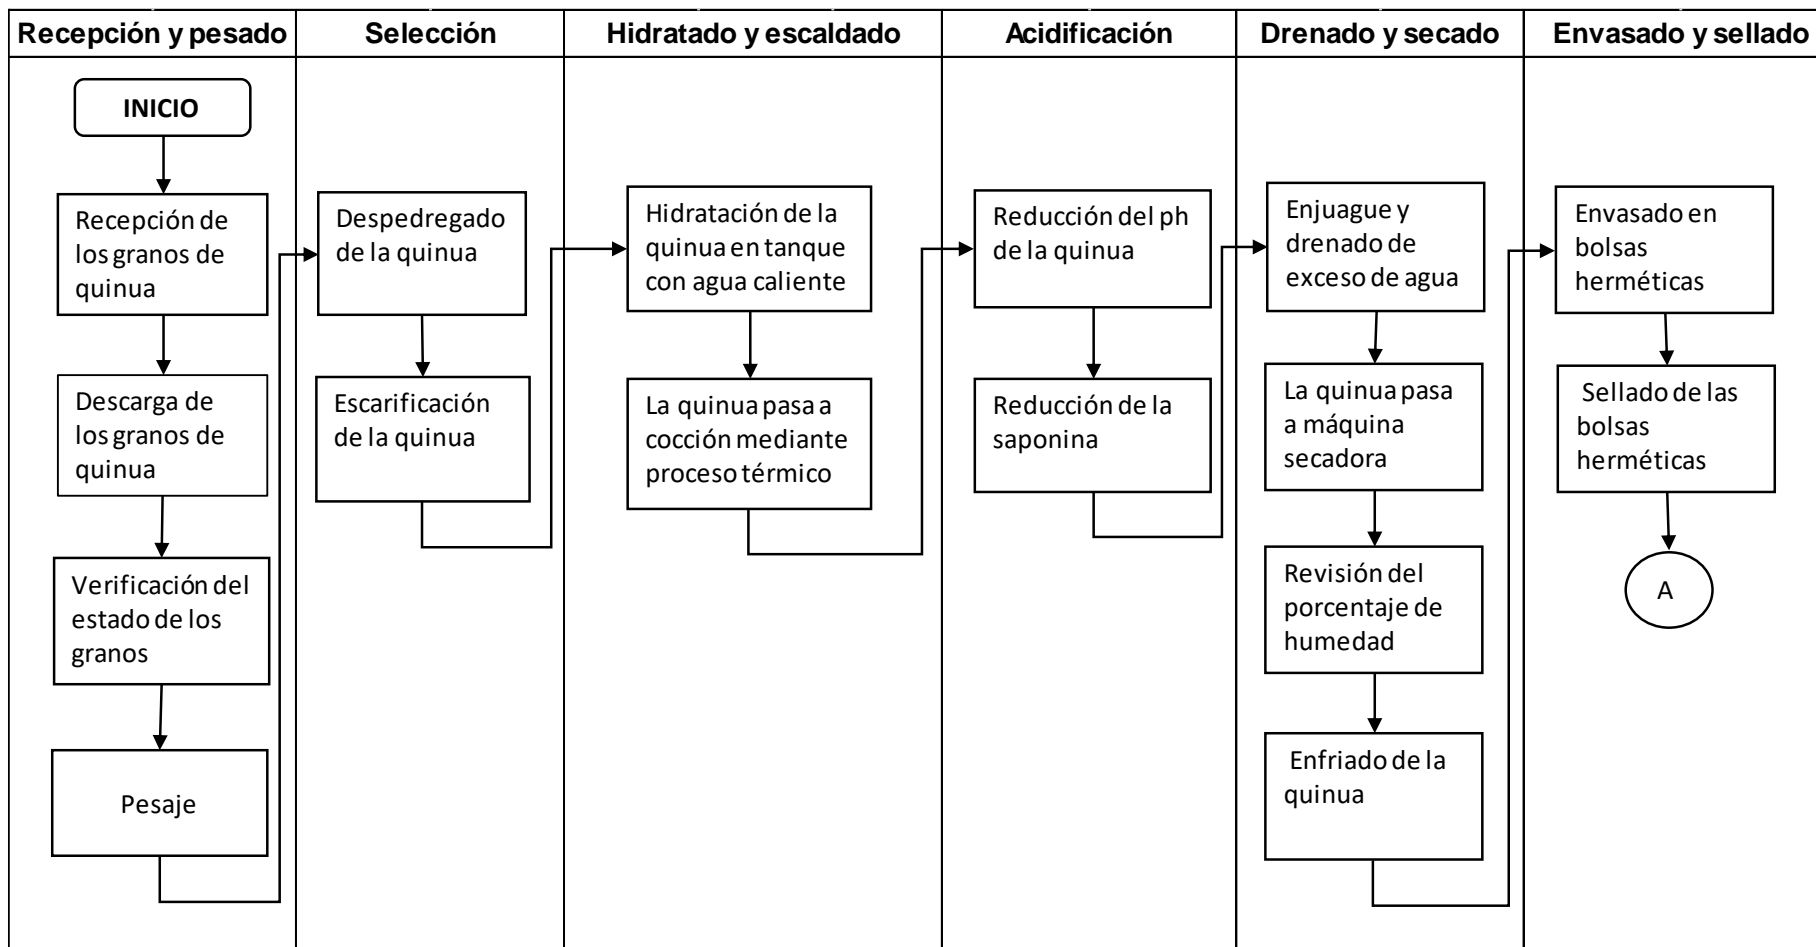 Recepción y pesado
Selección
Hidratado y escaldado
Acidificación
Drenado y secado
Envasado y sellado
INICIO
Recepción de
los granos de
quinua
Descarga de
los granos de
quinua
Verificación del
estado de los
granos
Pesaje
Despedregado
de la quinua
Escarificación
de la quinua
Hidratación de la
quinua en tanque
con agua caliente
La quinua pasa a
cocción mediante
proceso térmico
Reducción del ph
de la quinua
Reducción de la
saponina
Enjuague y
drenado de
exceso de agua
La quinua pasa
a máquina
secadora
Revisión del
porcentaje de
humedad
Enfriado de la
quinua
Envasado en
bolsas
herméticas
Sellado de las
bolsas
herméticas
A